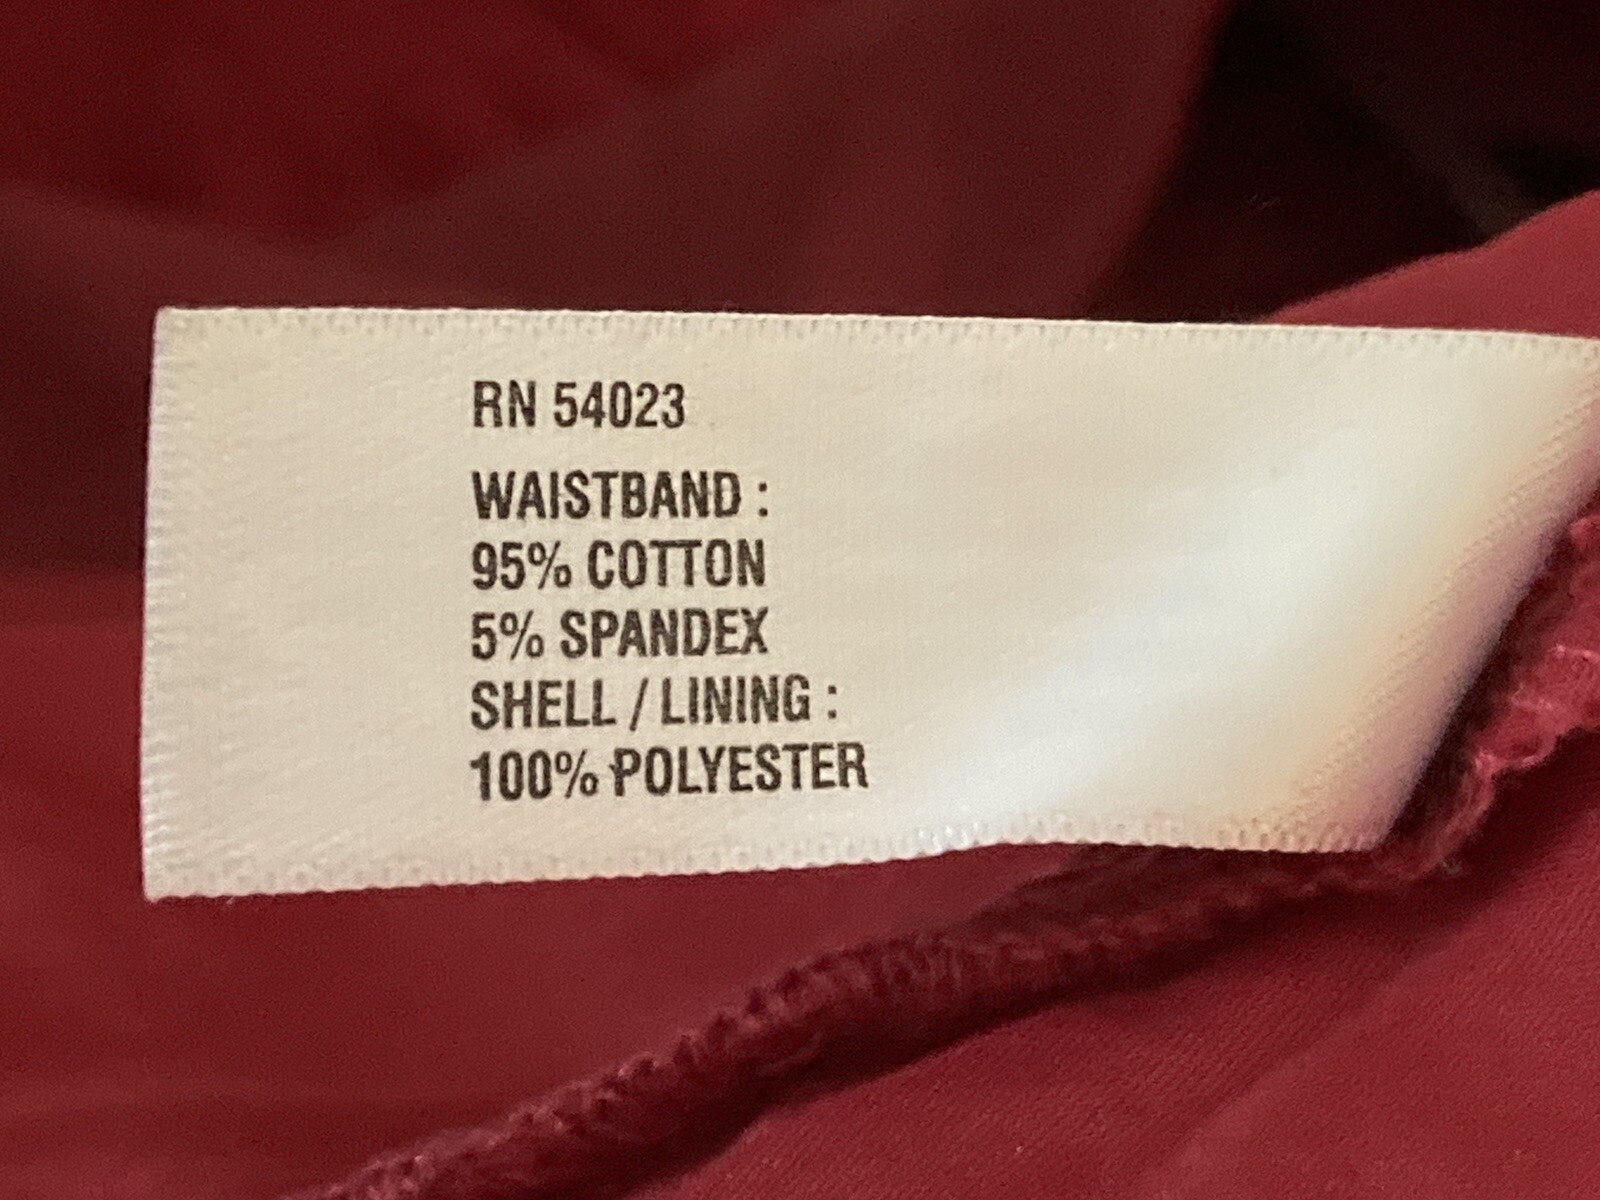 RN 54023
WAISTBAND :
95% COTTON
5% SPANDEX
SHELL / LINING :
100% POLYESTER